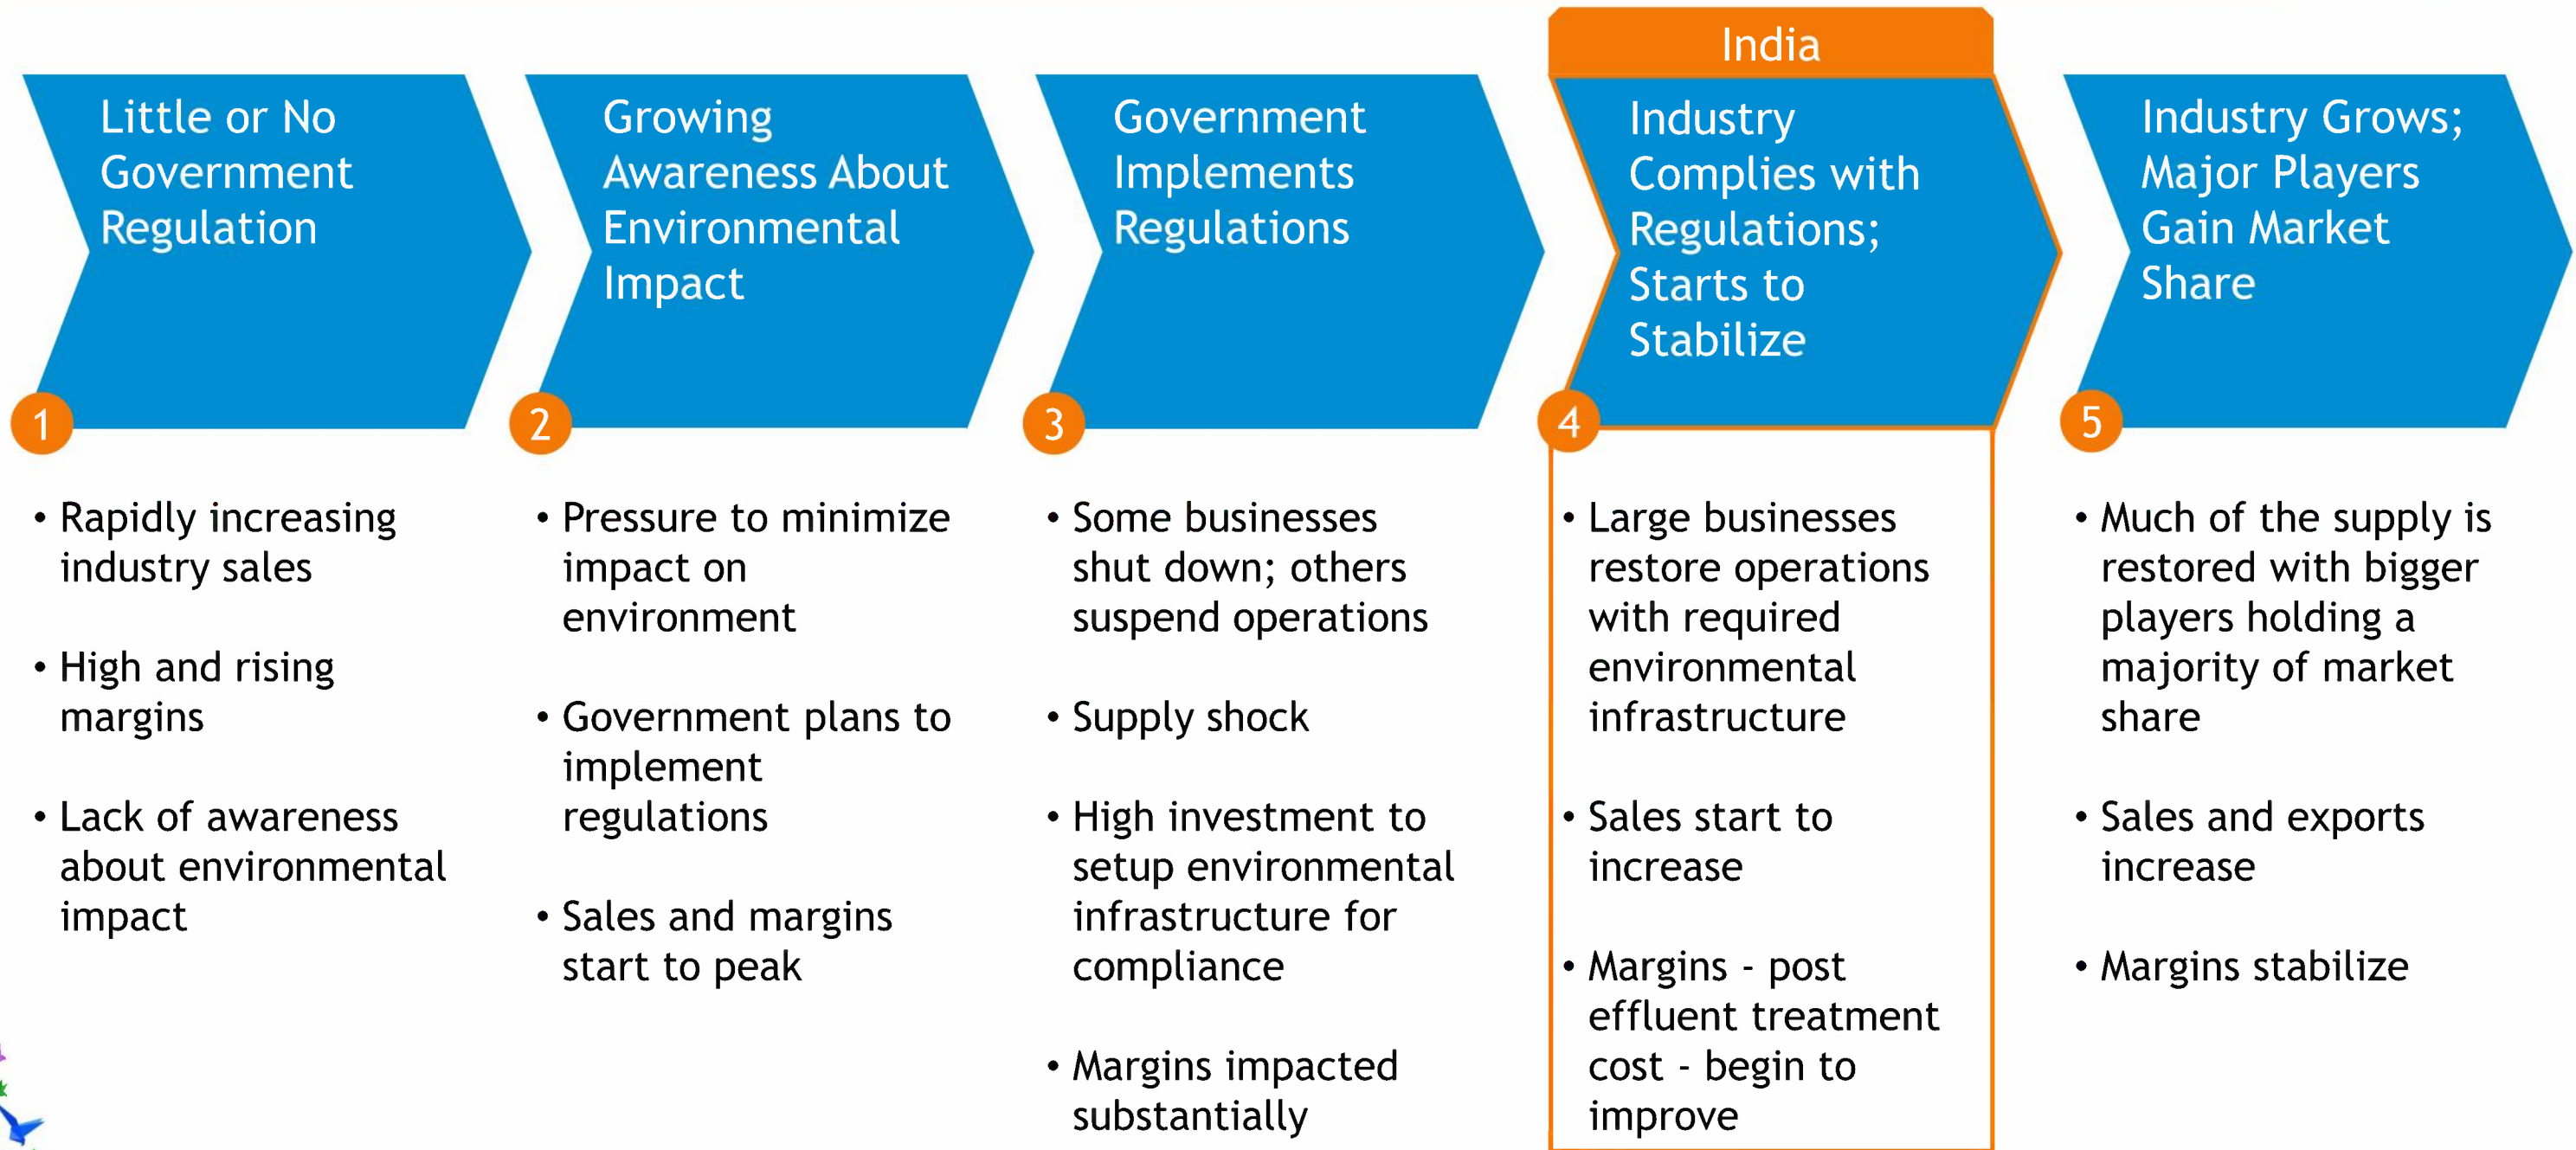 India
Little or No
Government
Regulation
1
Growing
Awareness About
Environmental
Impact
2
Government
Implements
Regulations
3
Industry
Complies with
Regulations;
Starts to
Stabilize
4
Industry Grows;
Major Players
Gain Market
Share
5
• Rapidly increasing
industry sales
• High and rising
margins
• Lack of awareness
about environmental
impact
• Pressure to minimize
impact on
environment
• Government plans to
implement
regulations
• Sales and margins
start to peak
• Some businesses
shut down; others
suspend operations
• Supply shock
• High investment to
setup environmental
infrastructure for
compliance
• Margins impacted
substantially
• Large businesses
restore operations
with required
environmental
infrastructure
• Sales start to
increase
• Margins - post
effluent treatment
cost - begin to
improve
• Much of the supply is
restored with bigger
players holding a
majority of market
share
• Sales and exports
increase
• Margins stabilize